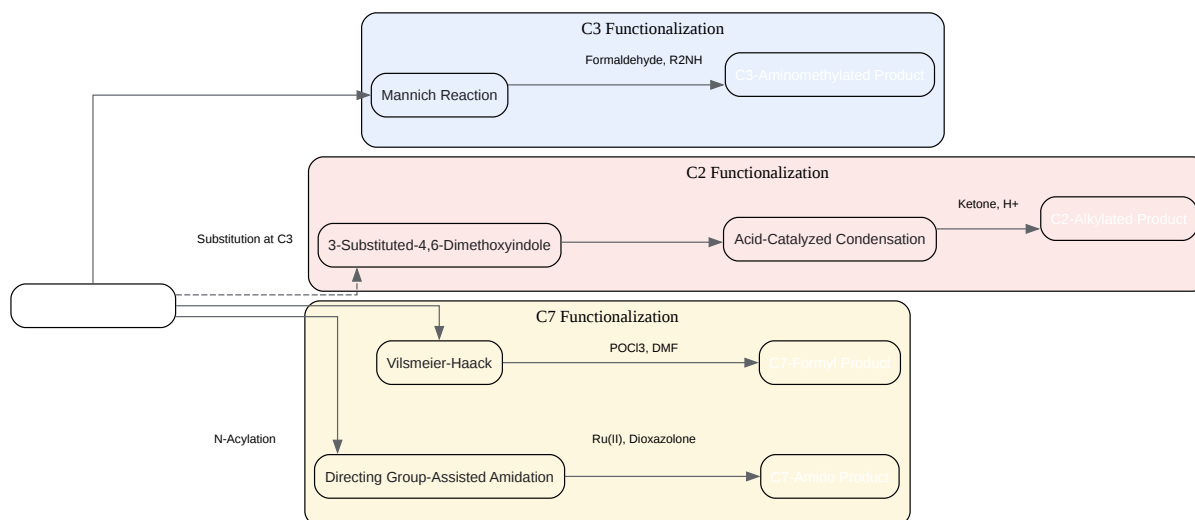 C3 Functionalization
Formaldehyde, R2NH
Mannich Reaction
C3-Aminomethylated Product
C2 Functionalization
Substitution at C3
3-Substituted-4,6-Dimethoxyindole
Acid-Catalyzed Condensation
Ketone, H+
C2-Alkylated Product
C7 Functionalization
Vilsmeier-Haack
POCl3, DMF
C7-Formyl Product
N-Acylation
Directing Group-Assisted Amidation
Ru(II), Dioxazolone
C7-Amido Product